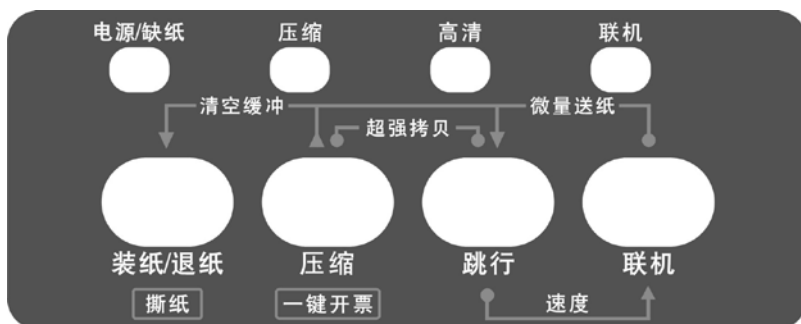 电源/缺纸 压缩 高清 联机
清空缓冲 微量送纸
超强拷贝
装纸/退纸 压缩 跳行 联机
撕纸 一键开票 速度